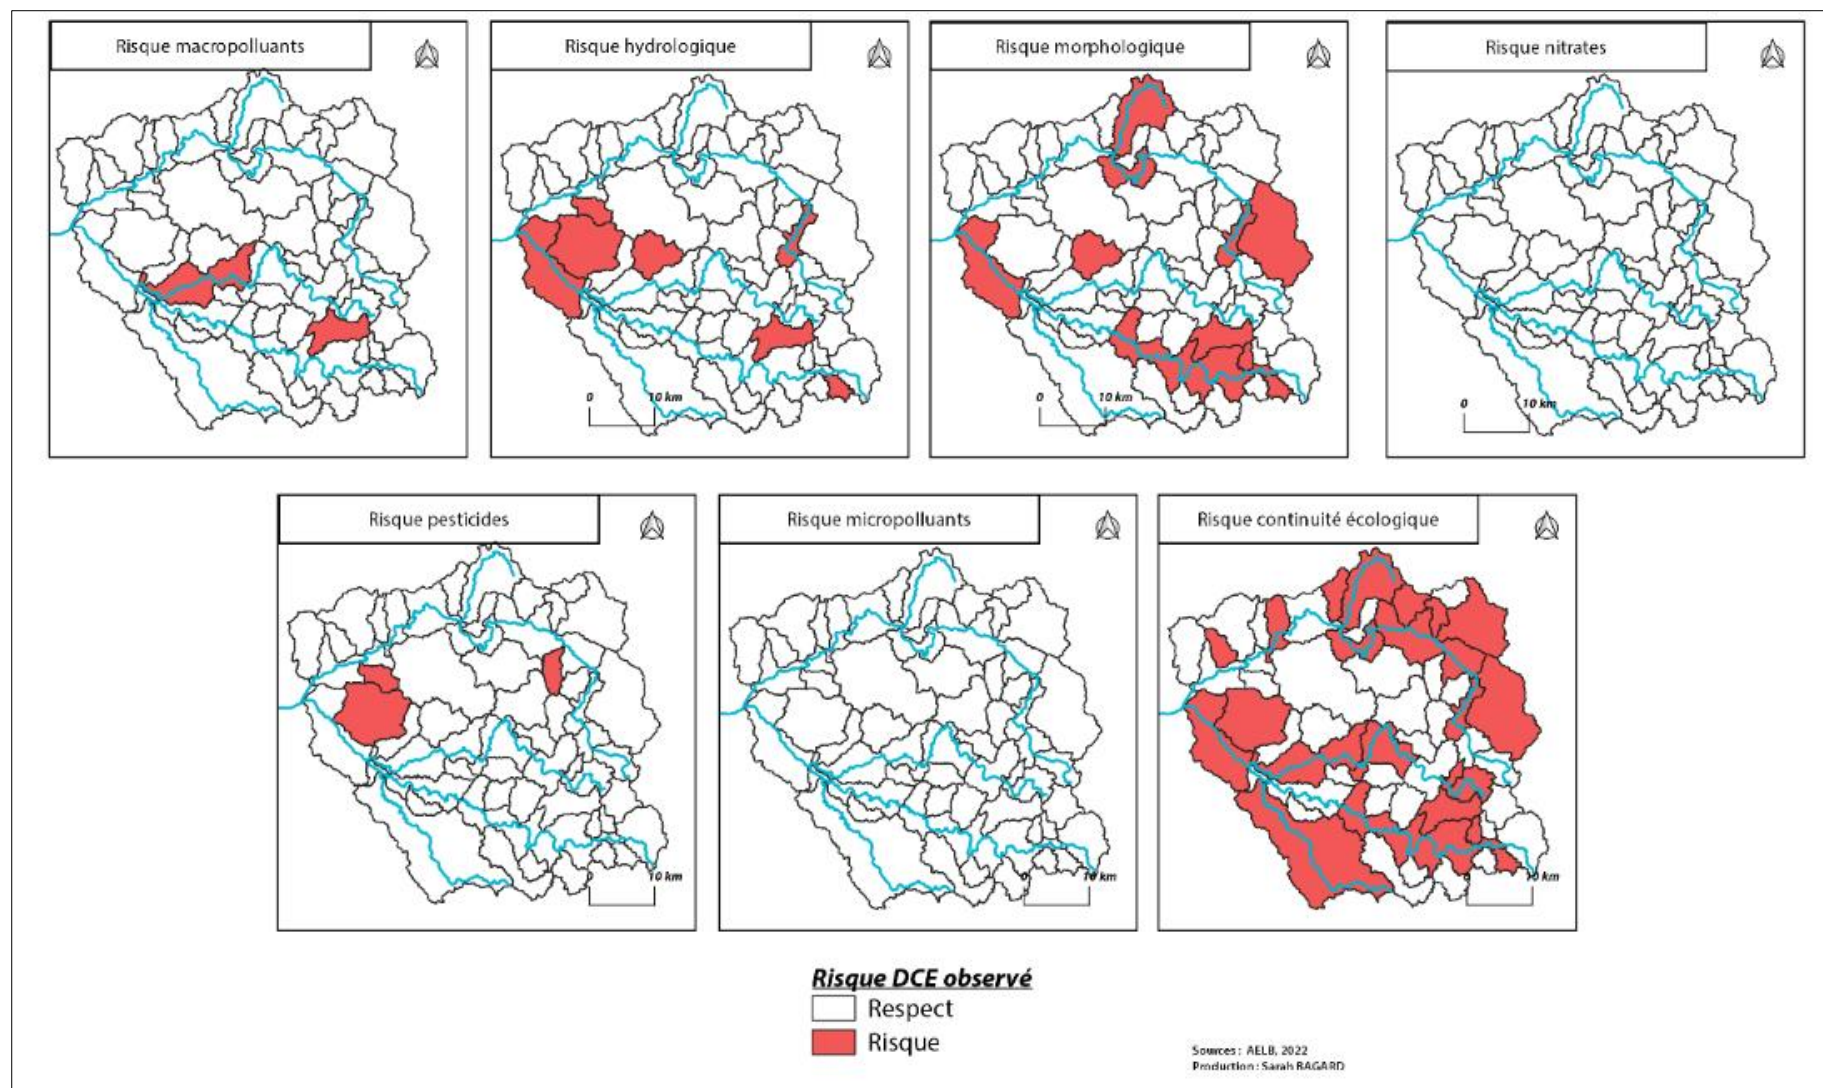 Risque macropolluants
Risque hydrologique
Risque morphologique
Risque nitrates
0 10 km
0 10 km
0 10 km
Risque pesticides
Risque micropolluants
Risque continuité écologique
10 km
0 10 km
10 km
Risque DCE observé
Respect
Risque
Sources : AELB, 2022
Production : Sarah BAGARD